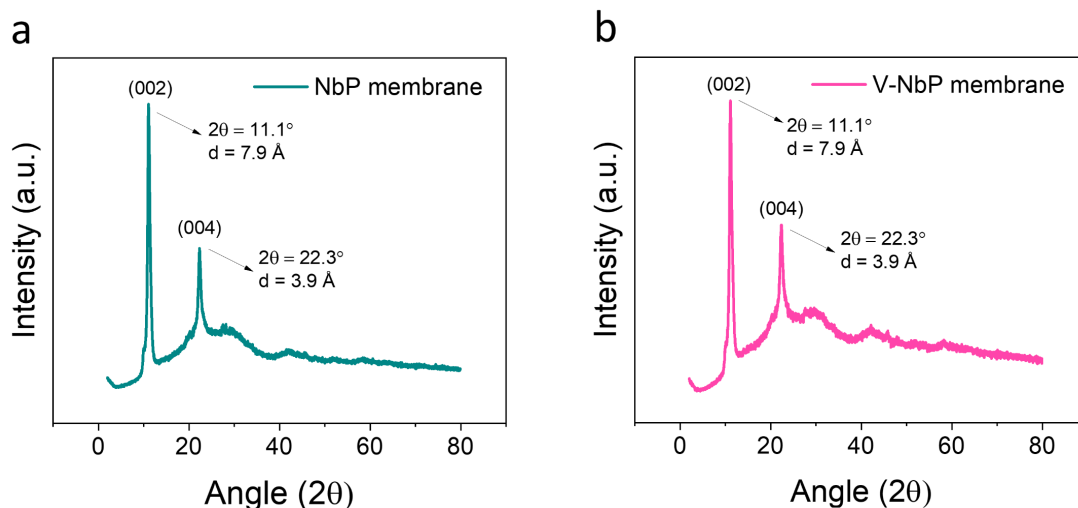 a
NbP membrane
(002)
2θ = 11.1°
d = 7.9 Å
(004)
2θ = 22.3°
d = 3.9 Å
Intensity (a.u.)
0 20 40 60 80
Angle (2θ)
b
V-NbP membrane
(002)
2θ = 11.1°
d = 7.9 Å
(004)
2θ = 22.3°
d = 3.9 Å
Intensity (a.u.)
0 20 40 60 80
Angle (2θ)